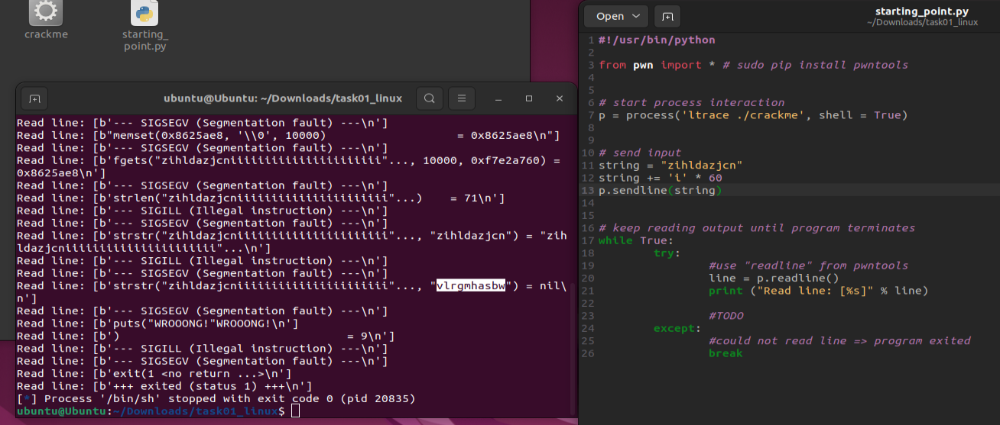 crackme
starting_
point.py
ubuntu@Ubuntu: ~/Downloads/task01_linux
Read line: [b'--- SIGSEGV (Segmentation fault) ---\n']
Read line: [b"memset(0x8625ae8, '\\0', 10000)                   = 0x8625ae8\n"]
Read line: [b'--- SIGSEGV (Segmentation fault) ---\n']
Read line: [b'fgets("zihldazjcniiiiiiiiiiiiiiiiiiiiii"..., 10000, 0xf7e2a760) =
0x8625ae8\n']
Read line: [b'--- SIGSEGV (Segmentation fault) ---\n']
Read line: [b'strlen("zihldazjcniiiiiiiiiiiiiiiiiiiiii"...)    = 71\n']
Read line: [b'--- SIGILL (Illegal instruction) ---\n']
Read line: [b'--- SIGSEGV (Segmentation fault) ---\n']
Read line: [b'strstr("zihldazjcniiiiiiiiiiiiiiiiiiiiii"..., "zihldazjcn") = "zih
ldazjcniiiiiiiiiiiiiiiiiiiiii"...\n']
Read line: [b'--- SIGILL (Illegal instruction) ---\n']
Read line: [b'--- SIGSEGV (Segmentation fault) ---\n']
Read line: [b'strstr("zihldazjcniiiiiiiiiiiiiiiiiiiiii"..., "vlrgmhasbw") = nil\
n']
Read line: [b'--- SIGSEGV (Segmentation fault) ---\n']
Read line: [b'puts("WROOONG!"WROOONG!\n']
Read line: [b')                                 = 9\n']
Read line: [b'--- SIGILL (Illegal instruction) ---\n']
Read line: [b'--- SIGSEGV (Segmentation fault) ---\n']
Read line: [b'exit(1 <no return ...>\n']
Read line: [b'+++ exited (status 1) +++\n']
[*] Process '/bin/sh' stopped with exit code 0 (pid 20835)
ubuntu@Ubuntu:~/Downloads/task01_linux$
Open
starting_point.py
~/Downloads/task01_linux
1 #!/usr/bin/python
2
3 from pwn import * # sudo pip install pwntools
4
5
6 # start process interaction
7 p = process('ltrace ./crackme', shell = True)
8
9
10 # send input
11 string = "zihldazjcn"
12 string += 'i' * 60
13 p.sendline(string)
14
15
16 # keep reading output until program terminates
17 while True:
18         try:
19                 #use "readline" from pwntools
20                 line = p.readline()
21                 print ("Read line: [%s]" % line)
22
23                 #TODO
24         except:
25                 #could not read line => program exited
26                 break